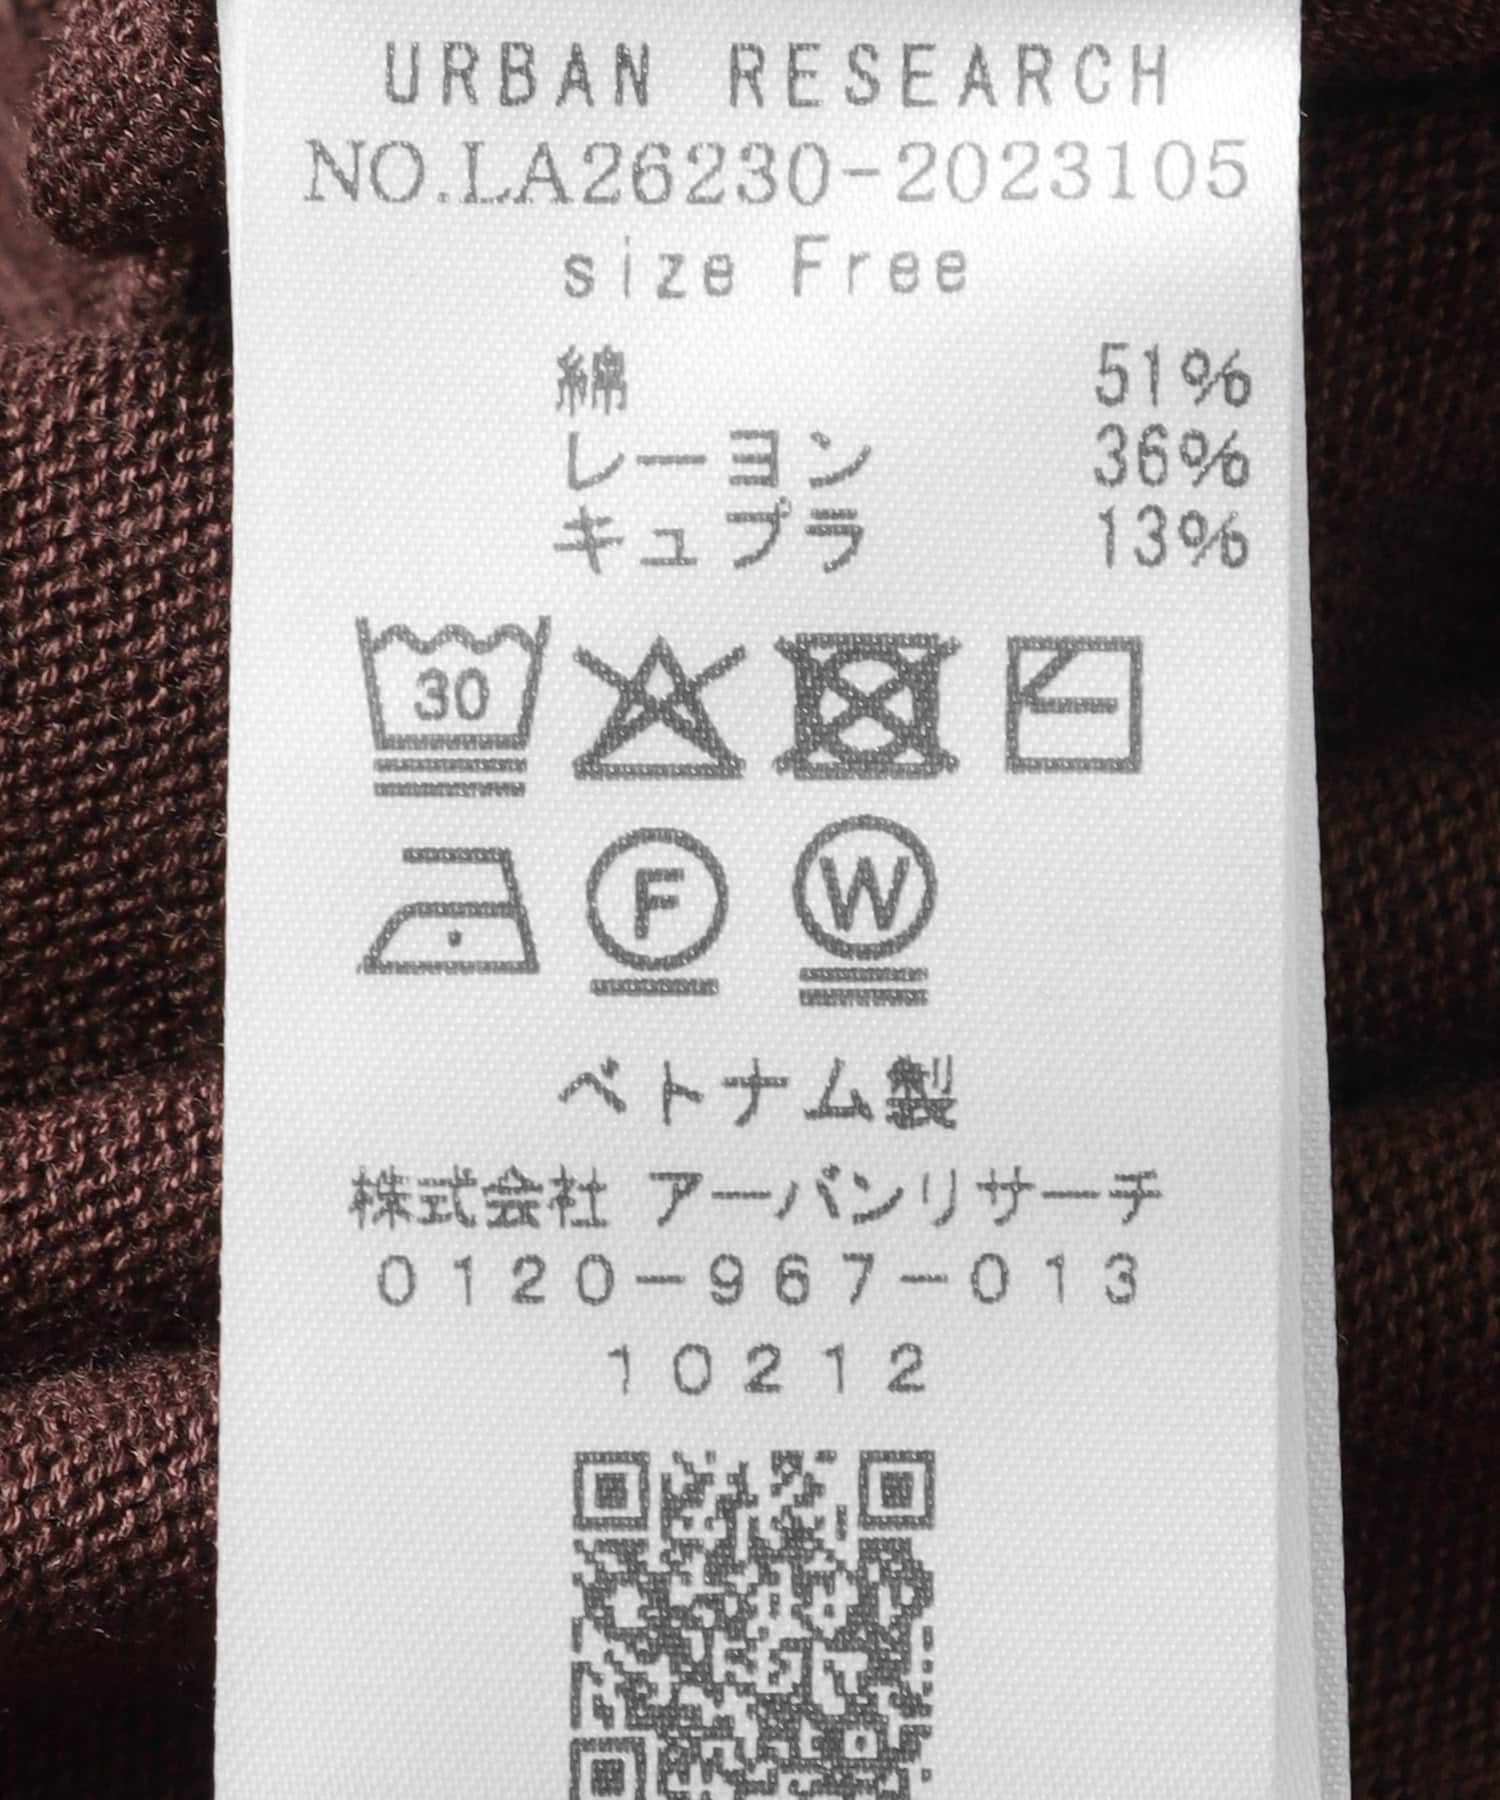 URBAN RESEARCH
NO.LA26230-2023105
size Free
綿 51%
レーヨン 36%
キュプラ 13%
30
F W
ベトナム製
株式会社 アーバンリサーチ
0120-967-013
10212